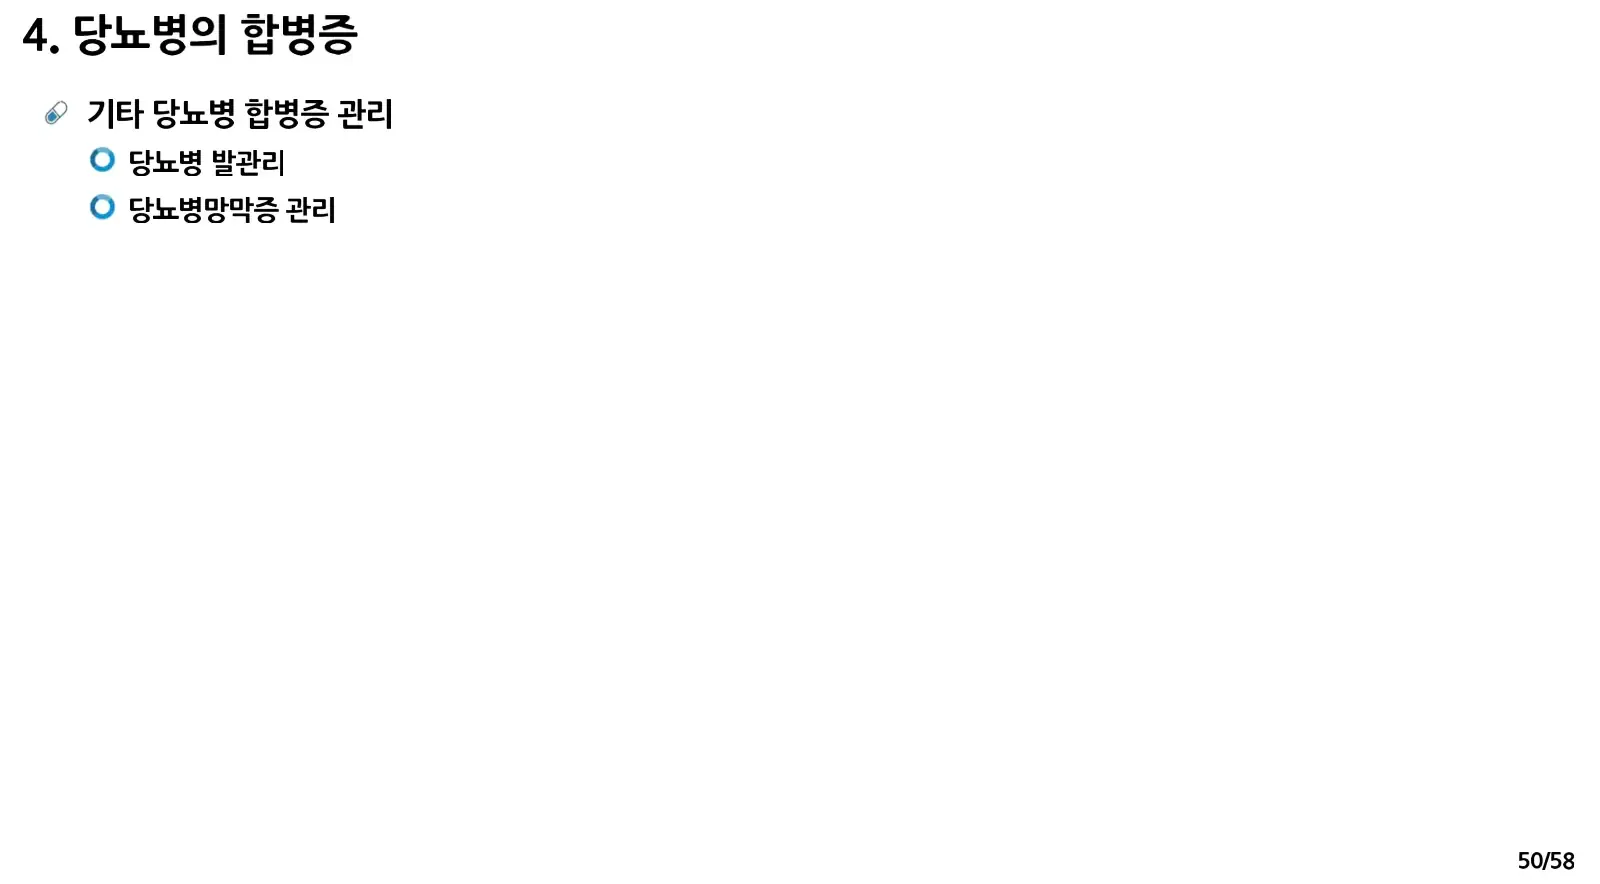 4. 당뇨병의 합병증
기타 당뇨병 합병증 관리
당뇨병 발관리
당뇨병망막증 관리
50/58